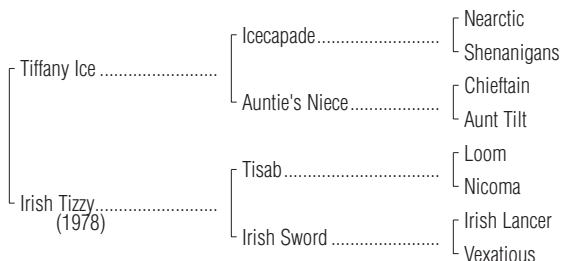 Nearctic
Icecapade
Shenanigans
Tiffany Ice
Chieftain
Auntie's Niece
Aunt Tilt
Loom
Tisab
Nicoma
Irish Tizzy
(1978)
Irish Lancer
Irish Sword
Vexatious